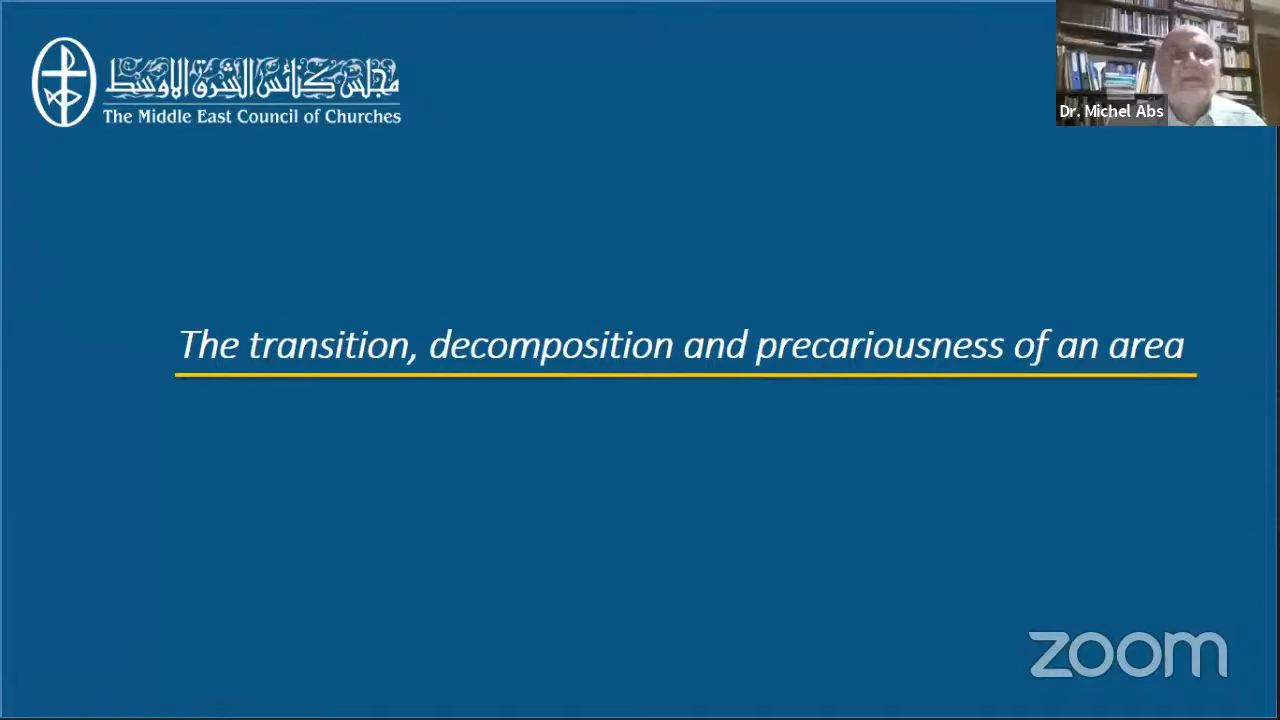 مجلس كنائس الشرق الأوسط
The Middle East Council of Churches
Dr. Michel Abs
The transition, decomposition and precariousness of an area
zoom